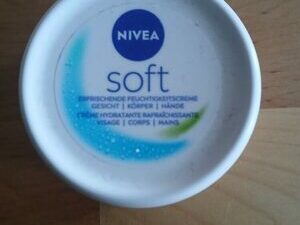 NIVEA
soft
ERFRISCHENDE FEUCHTIGKEITSCREME
GESICHT | KÖRPER | HÄNDE
CRÈME HYDRATANTE RAFRAÎCHISSANTE
VISAGE | CORPS | MAINS